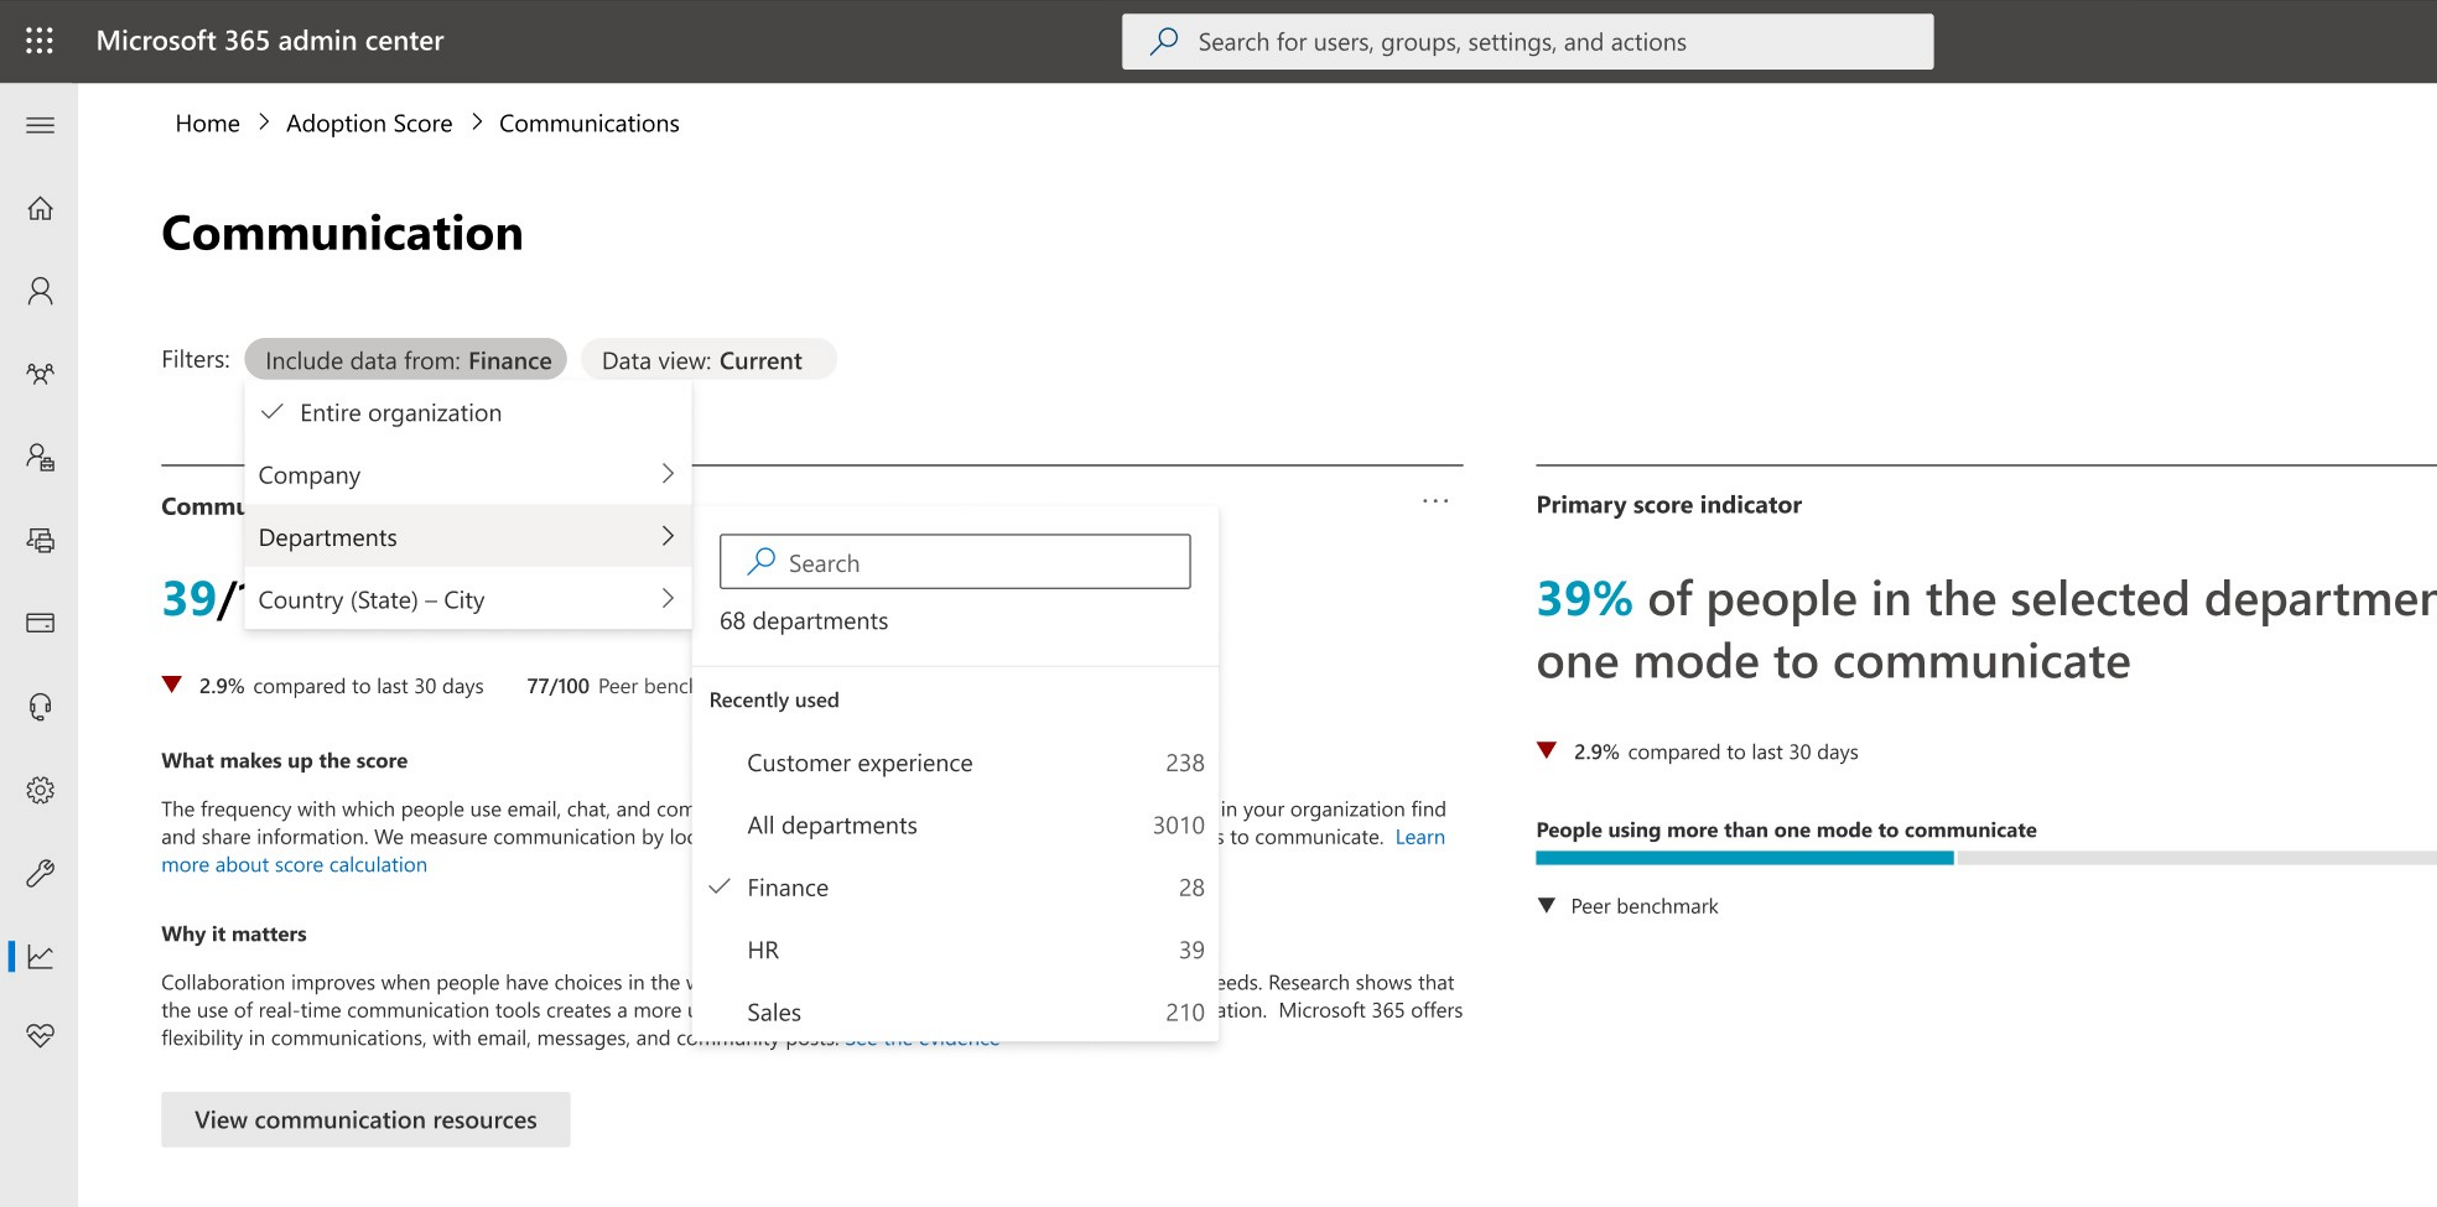 Microsoft 365 admin center
Search for users, groups, settings, and actions
Home > Adoption Score > Communications
Communication
Filters: Include data from: Finance Data view: Current
Entire organization
Company
Departments
Country (State) – City
39/
2.9% compared to last 30 days 77/100 Peer
What makes up the score
The frequency with which people use email, chat, and in your organization find
and share information. We measure communication by to communicate. Learn
more about score calculation
Why it matters
Collaboration improves when people have choices in the Research shows that
the use of real-time communication tools creates a more Microsoft 365 offers
flexibility in communications, with email, messages, and community posts. See the evidence
View communication resources
Search
68 departments
Recently used
Customer experience 238
All departments 3010
Finance 28
HR 39
Sales 210
Primary score indicator
39% of people in the selected
one mode to communicate
2.9% compared to last 30 days
People using more than one mode to communicate
Peer benchmark